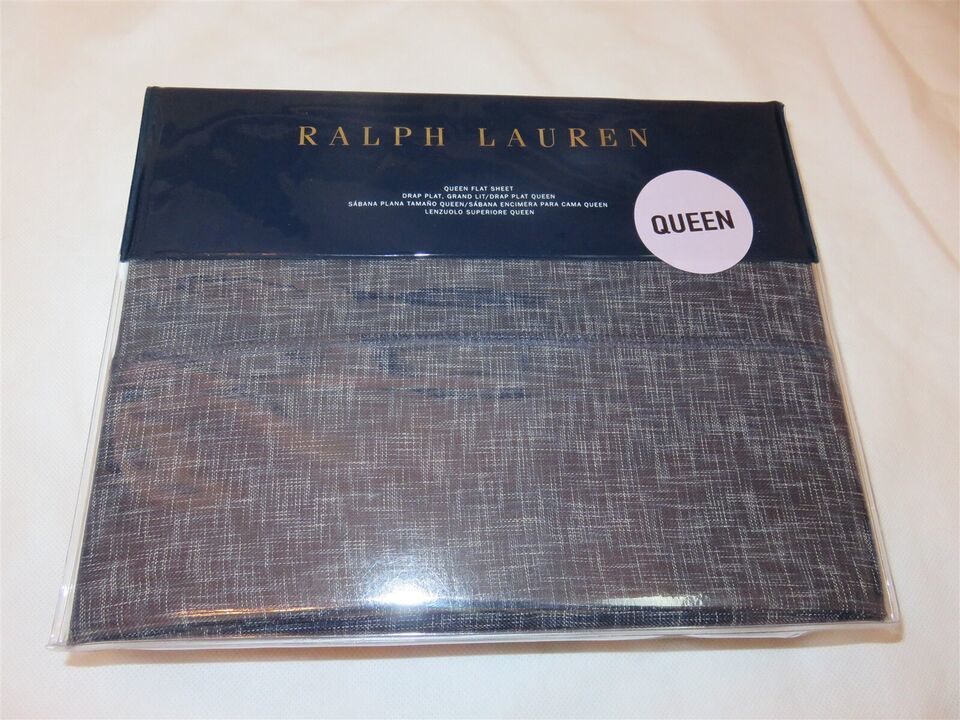 RALPH LAUREN
QUEEN FLAT SHEET
DRAP PLAT, GRAND LIT/DRAP PLAT QUEEN
SÁBANA PLANA TAMAÑO QUEEN/SÁBANA ENCIMERA PARA CAMA QUEEN
LENZUOLO SUPERIORE QUEEN
QUEEN